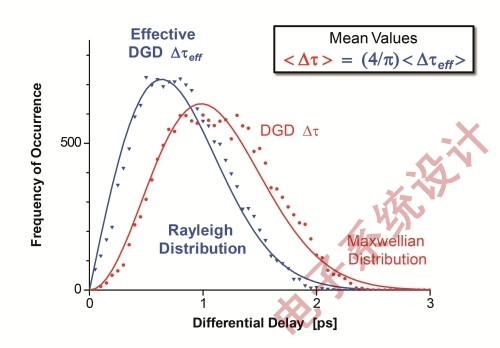 Effective
DGD Δτeff
Mean Values
<Δτ> = (4/π)<Δτeff>
DGD Δτ
Rayleigh
Distribution
Maxwellian
Distribution
Frequency of Occurrence
500
0
0
1
2
3
Differential Delay [ps]
电子系统设计